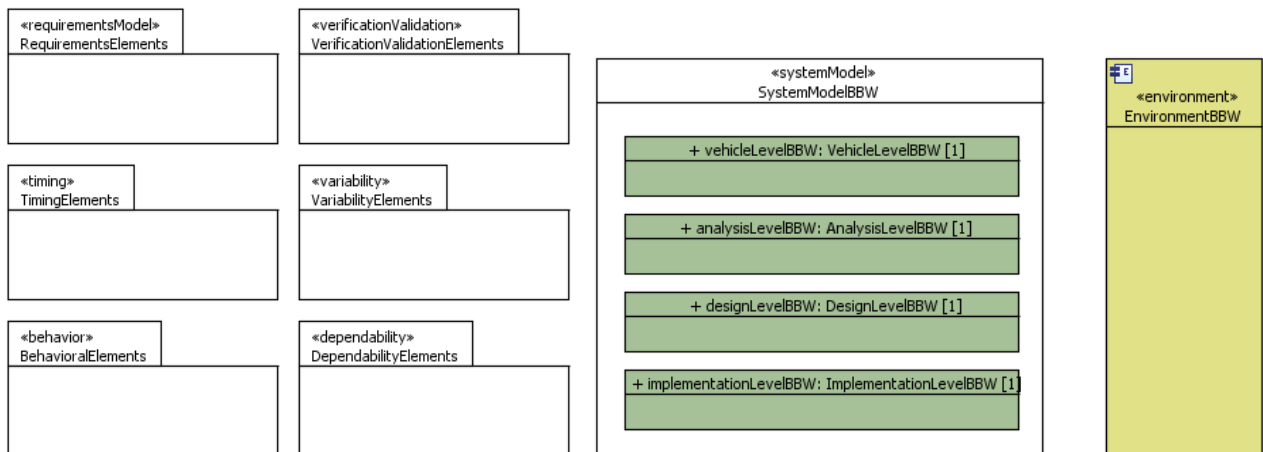 «requirementsModel»
RequirementsElements
«verificationValidation»
VerificationValidationElements
«timing»
TimingElements
«variability»
VariabilityElements
«behavior»
BehavioralElements
«dependability»
DependabilityElements
«systemModel»
SystemModelBBW
+ vehicleLevelBBW: VehicleLevelBBW [1]
+ analysisLevelBBW: AnalysisLevelBBW [1]
+ designLevelBBW: DesignLevelBBW [1]
+ implementationLevelBBW: ImplementationLevelBBW [1]
E
«environment»
EnvironmentBBW